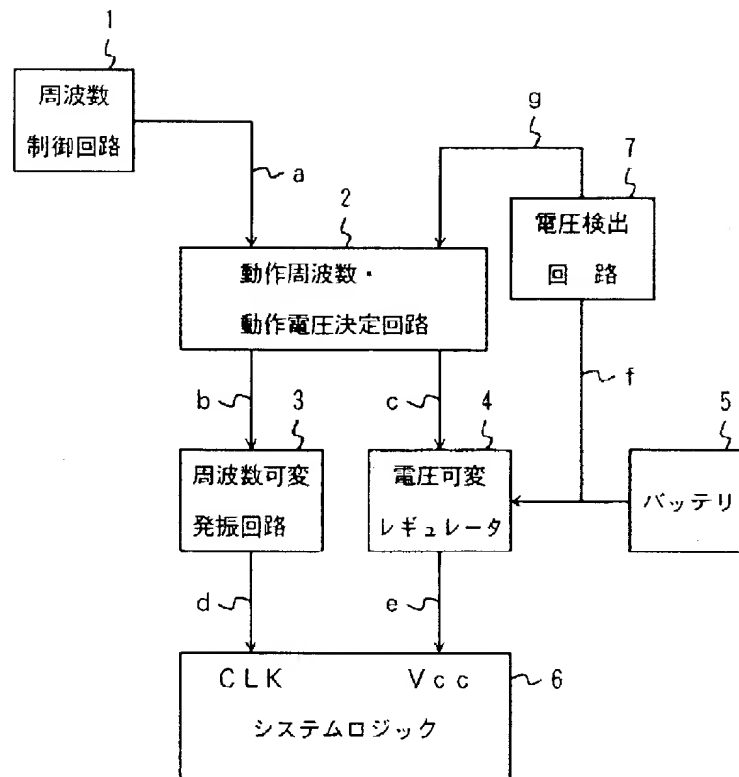 1
周波数
制御回路
a
g
7
電圧検出
回 路
2
動作周波数・
動作電圧決定回路
f
b
c
3
周波数可変
発振回路
4
電圧可変
レギュレータ
5
バッテリ
d
e
CLK Vcc
システムロジック
6